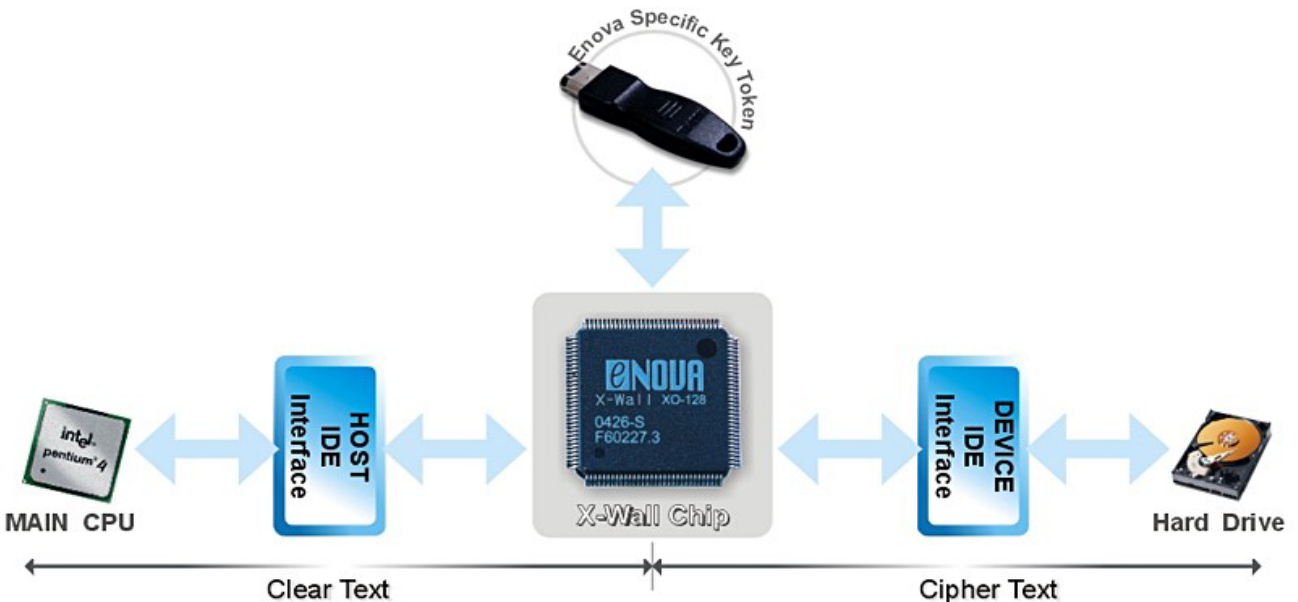 Enova Specific Key Token
eNOVA
X-Wall XO-128
0426-S
F60227.3
X-Wall Chip
intel.
pentium® 4
MAIN CPU
HOST
IDE
Interface
DEVICE
IDE
Interface
Hard Drive
Clear Text
Cipher Text